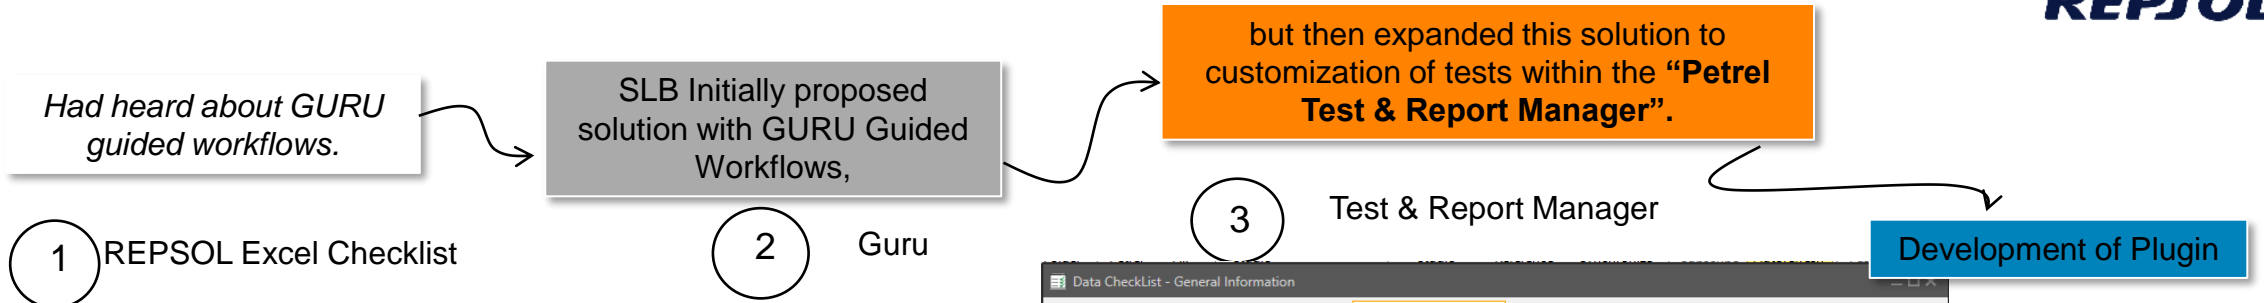 REPSOL
Had heard about GURU
guided workflows.
SLB Initially proposed
solution with GURU Guided
Workflows,
but then expanded this solution to
customization of tests within the “Petrel
Test & Report Manager”.
1
REPSOL Excel Checklist
2
Guru
3
Test & Report Manager
Development of Plugin
Data CheckList - General Information